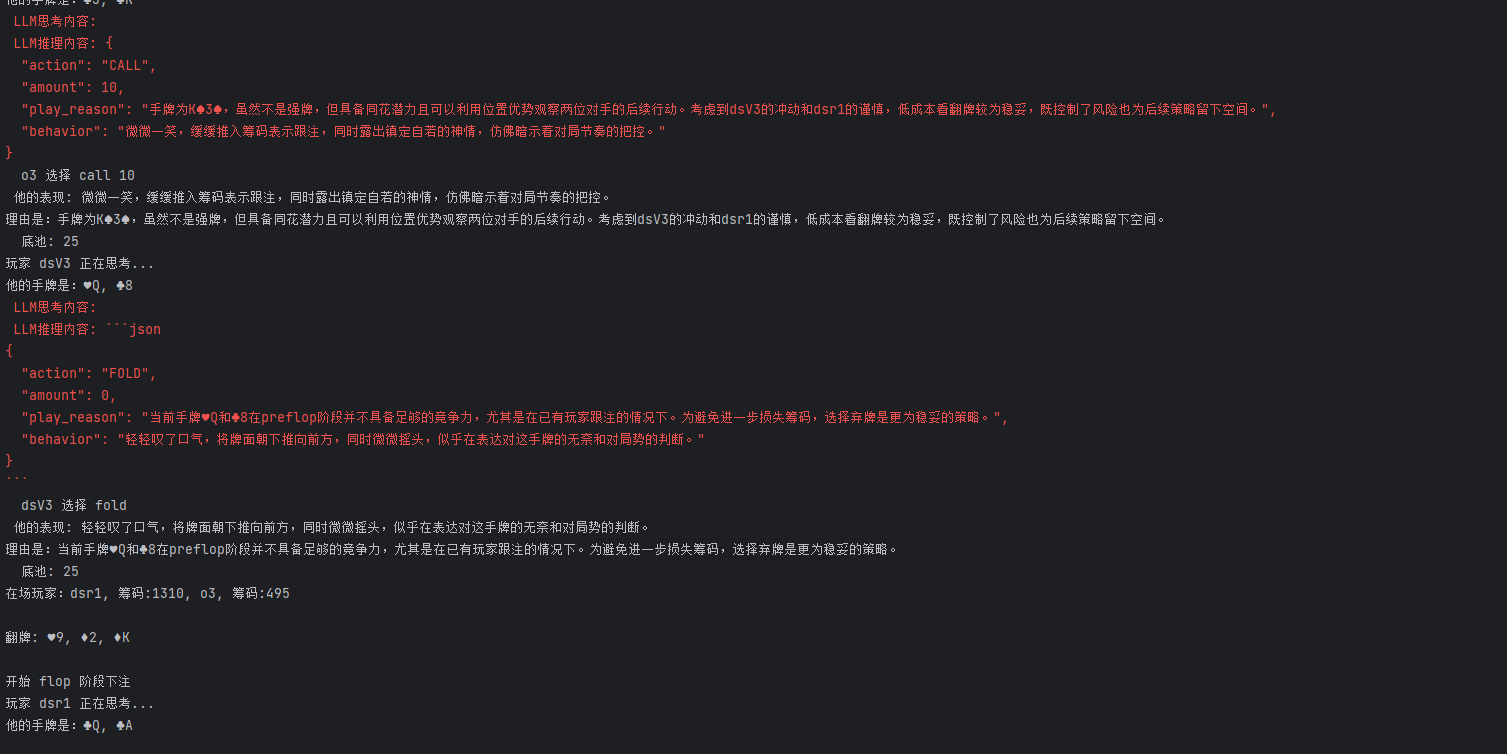 他的手牌是: ♠3, ♠K
LLM思考内容:
LLM推理内容: {
"action": "CALL",
"amount": 10,
"play_reason": "手牌为K♠3♠，虽然不是强牌，但具备同花潜力且可以利用位置优势观察两位对手的后续行动。考虑到dsV3的冲动和dsr1的谨慎，低成本看翻牌较为稳妥，既控制了风险也为后续策略留下空间。",
"behavior": "微微一笑，缓缓推入筹码表示跟注，同时露出镇定自若的神情，仿佛暗示着对局节奏的把控。"
}
o3 选择 call 10
他的表现: 微微一笑，缓缓推入筹码表示跟注，同时露出镇定自若的神情，仿佛暗示着对局节奏的把控。
理由是: 手牌为K♠3♠，虽然不是强牌，但具备同花潜力且可以利用位置优势观察两位对手的后续行动。考虑到dsV3的冲动和dsr1的谨慎，低成本看翻牌较为稳妥，既控制了风险也为后续策略留下空间。
底池: 25
玩家 dsV3 正在思考...
他的手牌是: ♥Q, ♣8
LLM思考内容:
LLM推理内容: ```json
{
"action": "FOLD",
"amount": 0,
"play_reason": "当前手牌♥Q和♣8在preflop阶段并不具备足够的竞争力，尤其是在已有玩家跟注的情况下。为避免进一步损失筹码，选择弃牌是更为稳妥的策略。",
"behavior": "轻轻叹了口气，将牌面朝下推向前方，同时微微摇头，似乎在表达对这手牌的无奈和对局势的判断。"
}
```
dsV3 选择 fold
他的表现: 轻轻叹了口气，将牌面朝下推向前方，同时微微摇头，似乎在表达对这手牌的无奈和对局势的判断。
理由是: 当前手牌♥Q和♣8在preflop阶段并不具备足够的竞争力，尤其是在已有玩家跟注的情况下。为避免进一步损失筹码，选择弃牌是更为稳妥的策略。
底池: 25
在场玩家: dsr1, 筹码:1310, o3, 筹码:495
翻牌: ♥9, ♦2, ♦K
开始 flop 阶段下注
玩家 dsr1 正在思考...
他的手牌是: ♣Q, ♣A